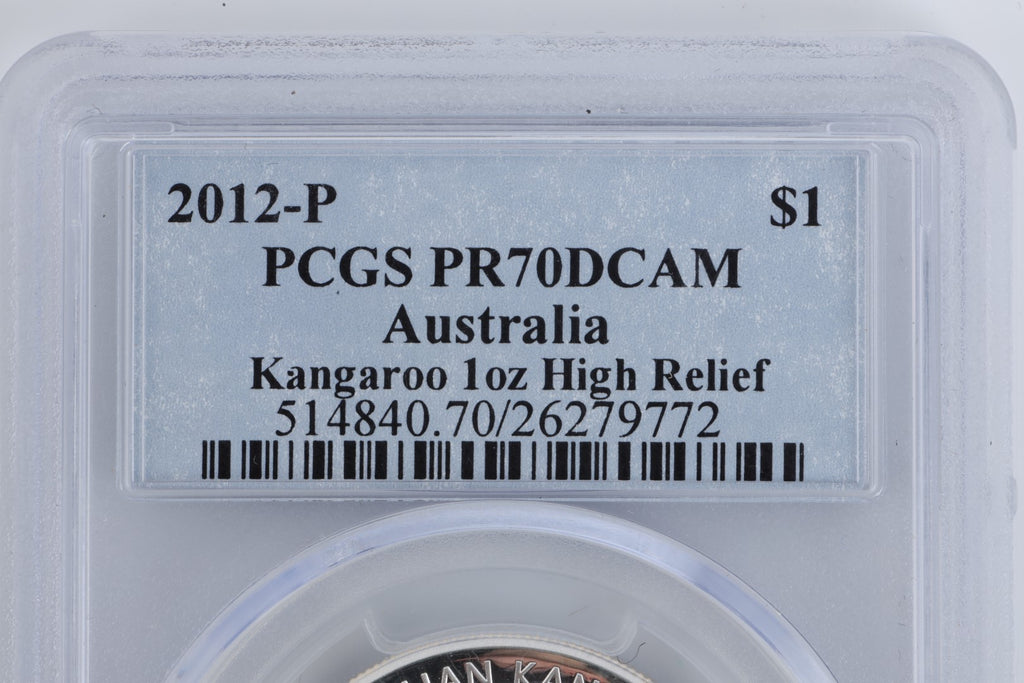 2012-P $1
PCGS PR70DCAM
Australia
Kangaroo 1oz High Relief
514840.70/26279772